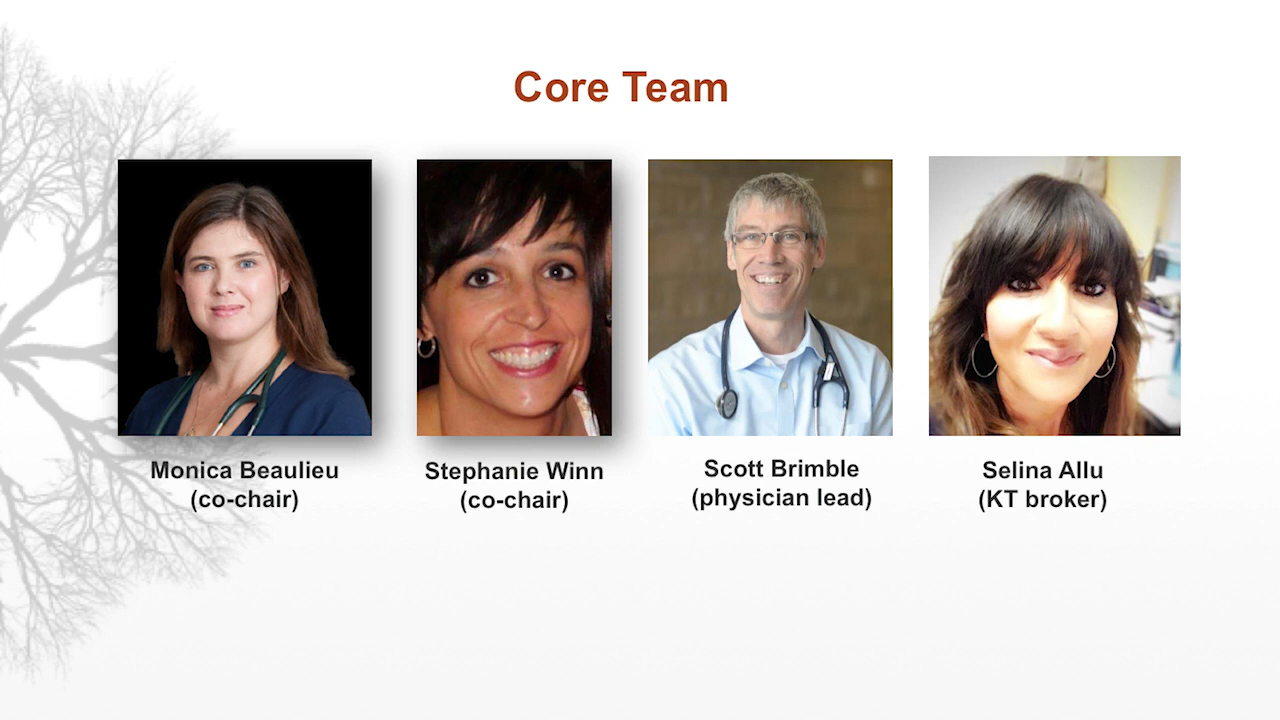 Core Team
Monica Beaulieu
(co-chair)
Stephanie Winn
(co-chair)
Scott Brimble
(physician lead)
Selina Allu
(KT broker)